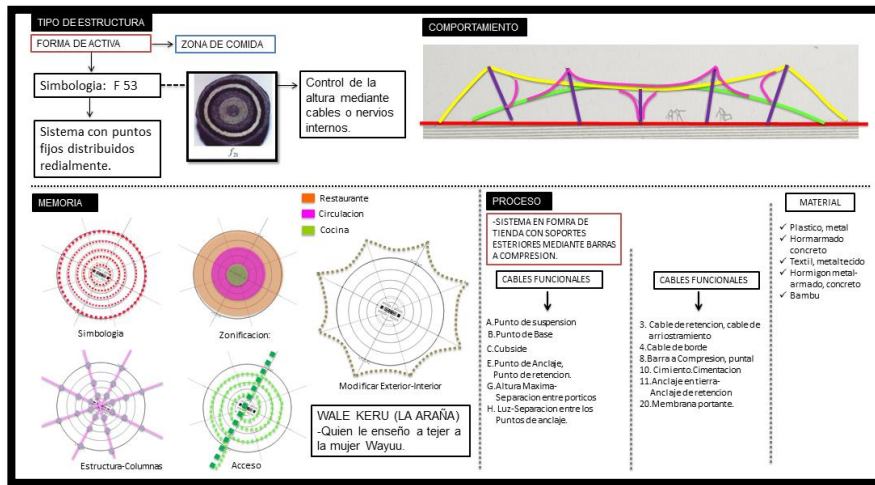 TIPO DE ESTRUCTURA
FORMA DE ACTIVA
ZONA DE COMIDA
Simbologia: F 53
Sistema con puntos
fijos distribuidos
redialmente.
Control de la
altura mediante
cables o nervios
internos.
COMPORTAMIENTO
MEMORIA
Restaurante
Circulacion
Cocina
Simbologia
Zonificacion:
Modificar Exterior-Interior
Estructura-Columnas
Acceso
WALE KERU (LA ARAÑA)
-Quien le enseño a tejer a
la mujer Wayuu.
PROCESO
-SISTEMA EN FOMRA DE
TIENDA CON SOPORTES
ESTERIORES MEDIANTE BARRAS
A COMPRESION.
CABLES FUNCIONALES
A.Punto de suspension
B.Punto de Base
C.Cubside
E.Punto de Anclaje,
Punto de retencion.
G.Altura Maxima-
Separacion entre porticos
H. Luz-Separacion entre los
Puntos de anclaje.
CABLES FUNCIONALES
3. Cable de retencion, cable de
arriostramiento
4.Cable de borde
8.Barra a Compresion, puntal
10. Cimiento.Cimentacion
11.Anclaje en tierra-
Anclaje de retencion
20.Membrana portante.
MATERIAL
✓ Plastico, metal
✓ Hormarmado
concreto
✓ Textil, metal tecido
✓ Hormigon metal-
armado, concreto
✓ Bambu